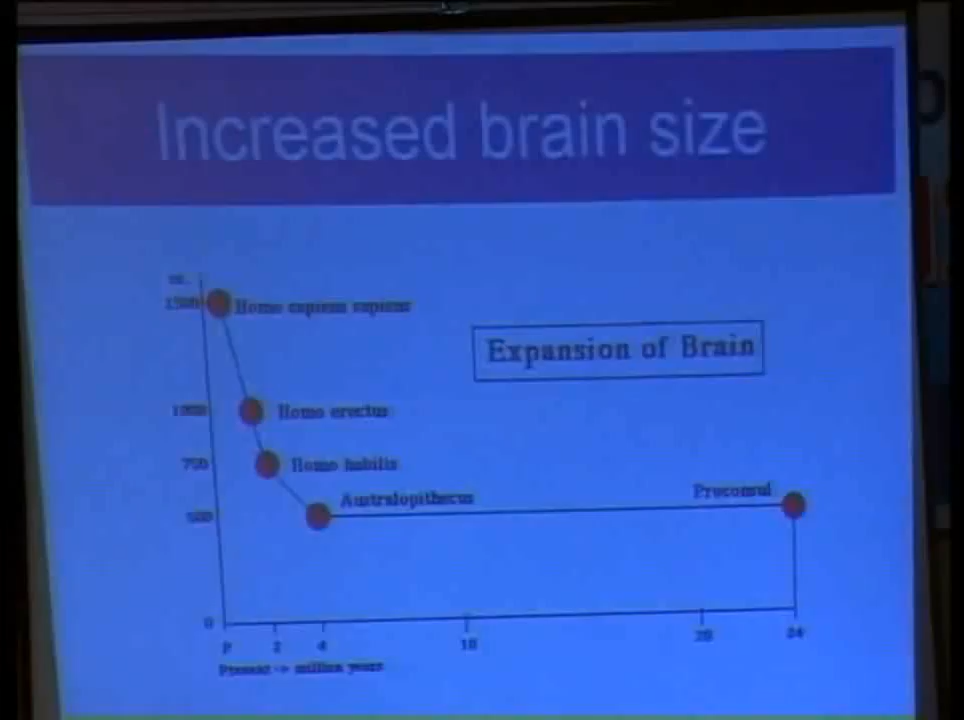 Increased brain size
cc.
1500
Homo sapiens sapiens
Expansion of Brain
1000
Homo erectus
750
Homo habilis
Australopithecus
Proconsul
500
0
P 2 4 10 20 24
Present -> million years